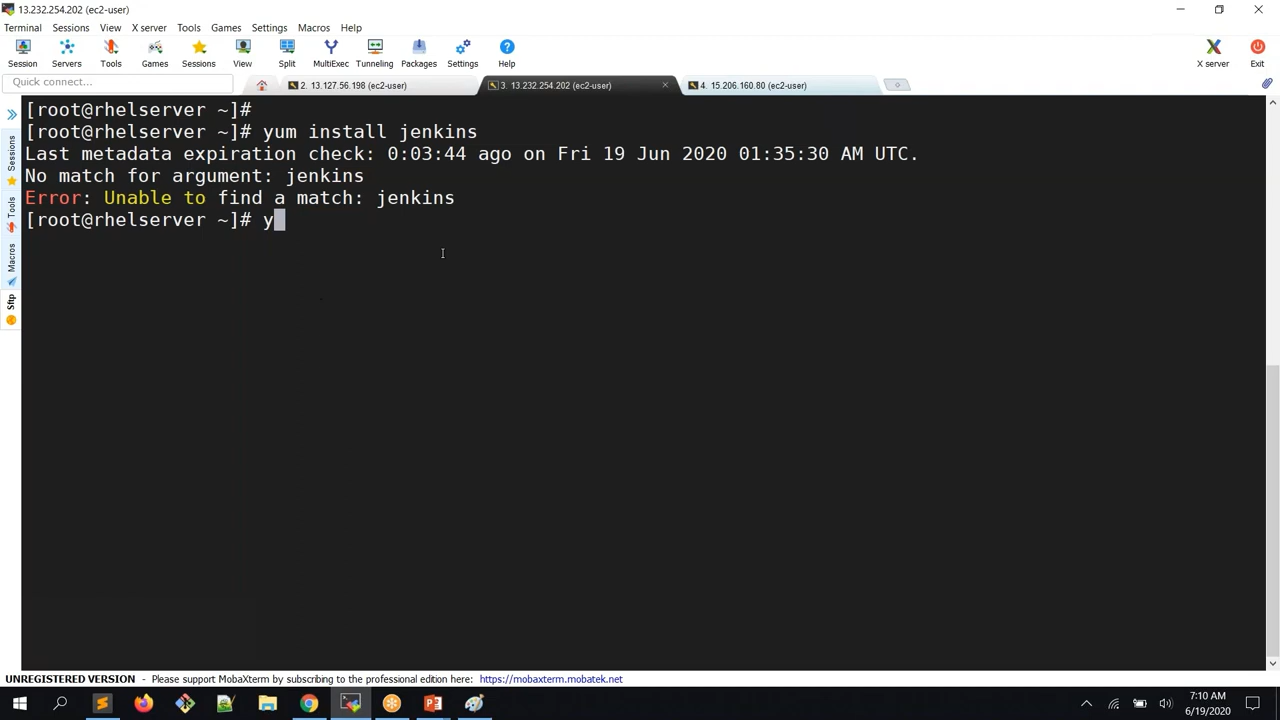 13.232.254.202 (ec2-user)
Terminal Sessions View X server Tools Games Settings Macros Help
Session Servers Tools Games Sessions View Split MultiExec Tunneling Packages Settings Help X server Exit
Quick connect... 2. 13.127.56.198 (ec2-user) 3. 13.232.254.202 (ec2-user) 4. 15.206.160.80 (ec2-user)
Sessions
Tools
Macros
Sftp
[root@rhelserver ~]#
[root@rhelserver ~]# yum install jenkins
Last metadata expiration check: 0:03:44 ago on Fri 19 Jun 2020 01:35:30 AM UTC.
No match for argument: jenkins
Error: Unable to find a match: jenkins
[root@rhelserver ~]# y
UNREGISTERED VERSION - Please support MobaXterm by subscribing to the professional edition here: https://mobaxterm.mobatek.net
7:10 AM
6/19/2020